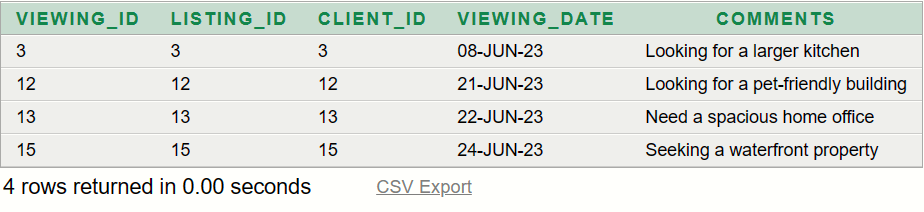 VIEWING_ID LISTING_ID CLIENT_ID VIEWING_DATE COMMENTS
3 3 3 08-JUN-23 Looking for a larger kitchen
12 12 12 21-JUN-23 Looking for a pet-friendly building
13 13 13 22-JUN-23 Need a spacious home office
15 15 15 24-JUN-23 Seeking a waterfront property
4 rows returned in 0.00 seconds CSV Export